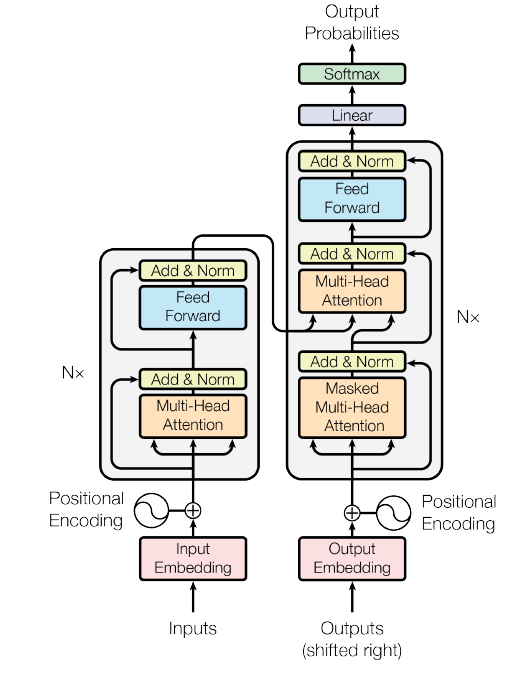 Output
Probabilities
Softmax
Linear
Add & Norm
Feed
Forward
Add & Norm
Multi-Head
Attention
N×
Add & Norm
Masked
Multi-Head
Attention
Add & Norm
Feed
Forward
N×
Add & Norm
Multi-Head
Attention
Positional
Encoding
Positional
Encoding
Input
Embedding
Output
Embedding
Inputs
Outputs
(shifted right)